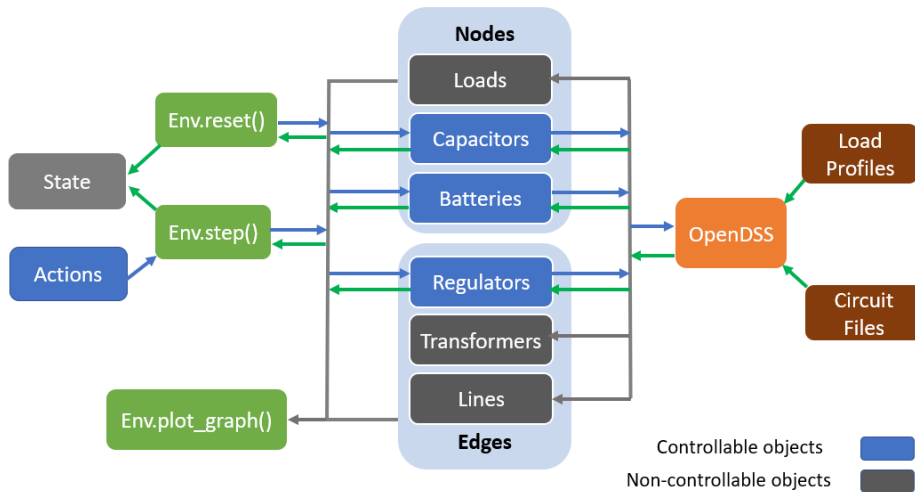 Nodes
Loads
Env.reset()
Capacitors
Load
Profiles
State
Batteries
Env.step()
OpenDSS
Actions
Regulators
Circuit
Files
Transformers
Lines
Env.plot_graph()
Edges
Controllable objects
Non-controllable objects